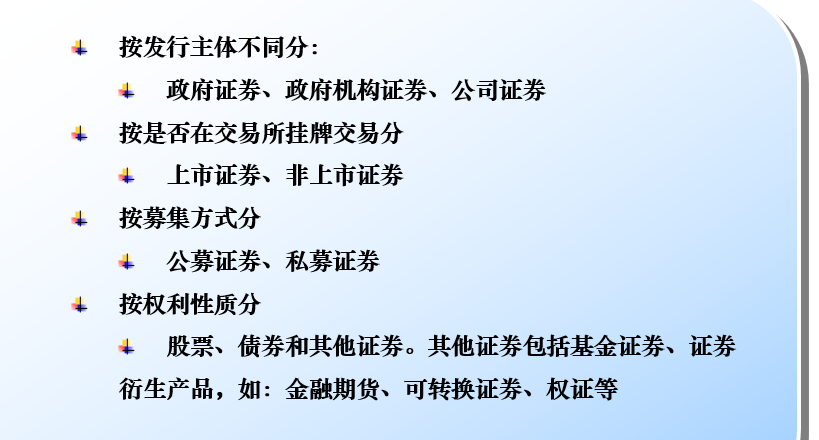 按发行主体不同分：
政府证券、政府机构证券、公司证券
按是否在交易所挂牌交易分
上市证券、非上市证券
按募集方式分
公募证券、私募证券
按权利性质分
股票、债券和其他证券。其他证券包括基金证券、证券
衍生产品，如：金融期货、可转换证券、权证等